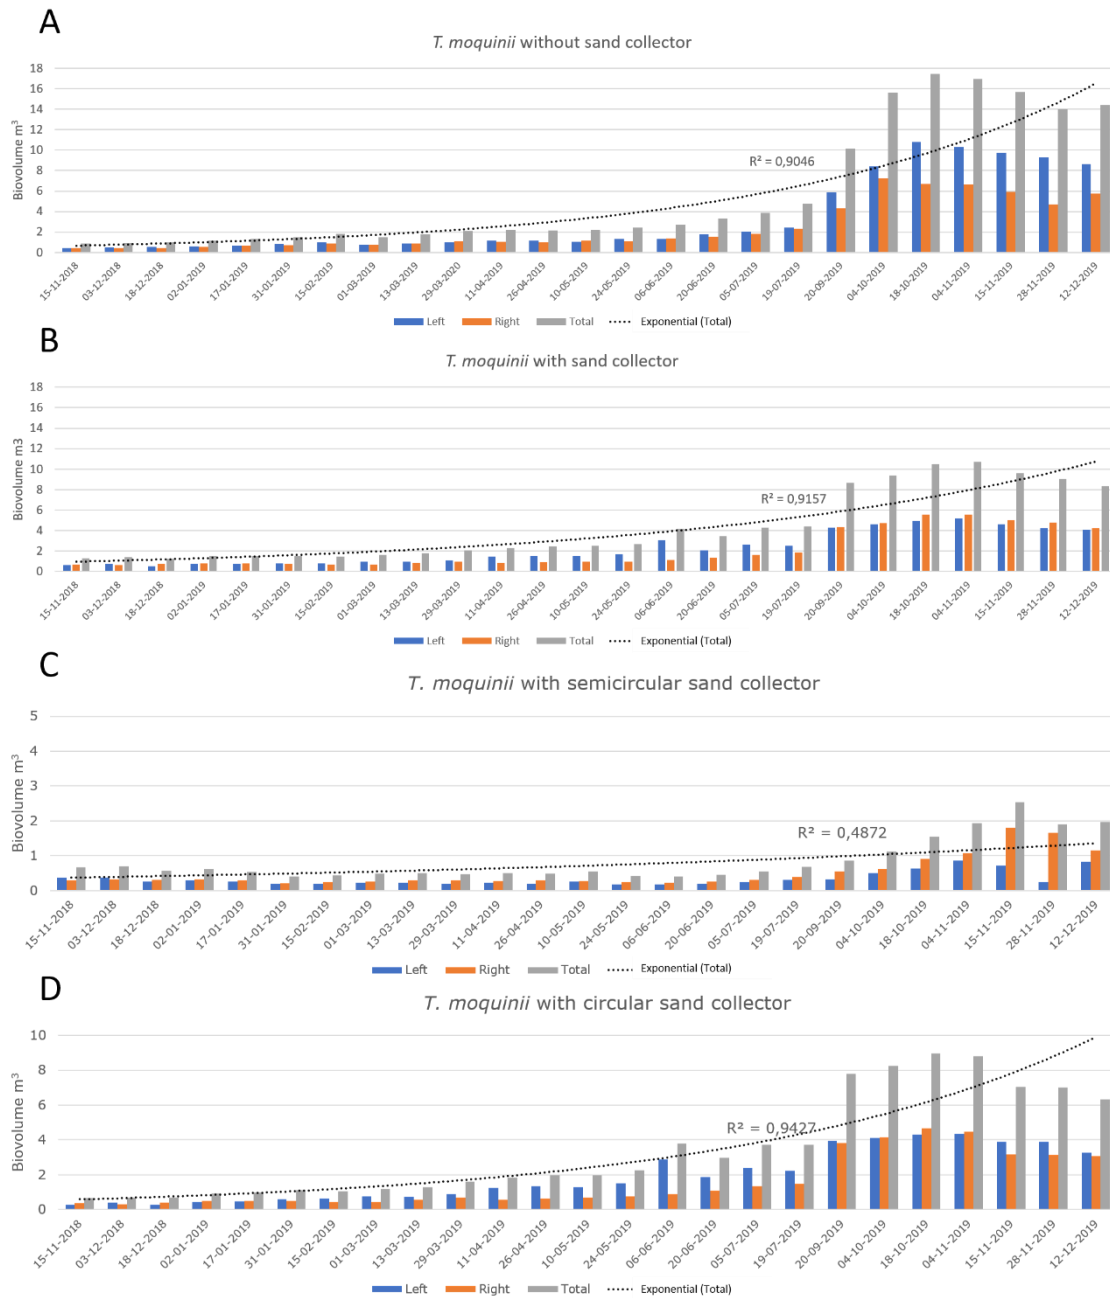 A
T. moquinii without sand collector
18
16
14
12
10
8
6
4
2
0
Biovolume m³
R² = 0,9046
15-11-2018 03-12-2018 18-12-2018 02-01-2019 17-01-2019 31-01-2019 15-02-2019 01-03-2019 13-03-2019 29-03-2020 11-04-2019 26-04-2019 10-05-2019 24-05-2019 06-06-2019 20-06-2019 05-07-2019 19-07-2019 20-09-2019 04-10-2019 18-10-2019 04-11-2019 15-11-2019 28-11-2019 12-12-2019
Left Right Total Exponential (Total)
B
T. moquinii with sand collector
18
16
14
12
10
8
6
4
2
0
Biovolume m3
R² = 0,9157
15-11-2018 03-12-2018 18-12-2018 02-01-2019 17-01-2019 31-01-2019 15-02-2019 01-03-2019 13-03-2019 29-03-2019 11-04-2019 26-04-2019 10-05-2019 24-05-2019 06-06-2019 20-06-2019 05-07-2019 19-07-2019 20-09-2019 04-10-2019 18-10-2019 04-11-2019 15-11-2019 28-11-2019 12-12-2019
Left Right Total Exponential (Total)
C
T. moquinii with semicircular sand collector
5
4
3
2
1
0
Biovolume m³
R² = 0,4872
15-11-2018 03-12-2018 18-12-2018 02-01-2019 17-01-2019 31-01-2019 15-02-2019 01-03-2019 13-03-2019 29-03-2019 11-04-2019 26-04-2019 10-05-2019 24-05-2019 06-06-2019 20-06-2019 05-07-2019 19-07-2019 20-09-2019 04-10-2019 18-10-2019 04-11-2019 15-11-2019 28-11-2019 12-12-2019
Left Right Total Exponential (Total)
D
T. moquinii with circular sand collector
10
8
6
4
2
0
Biovolume m³
R² = 0,9427
15-11-2018 03-12-2018 18-12-2018 02-01-2019 17-01-2019 31-01-2019 15-02-2019 01-03-2019 13-03-2019 29-03-2019 11-04-2019 26-04-2019 10-05-2019 24-05-2019 06-06-2019 20-06-2019 05-07-2019 19-07-2019 20-09-2019 04-10-2019 18-10-2019 04-11-2019 15-11-2019 28-11-2019 12-12-2019
Left Right Total Exponential (Total)